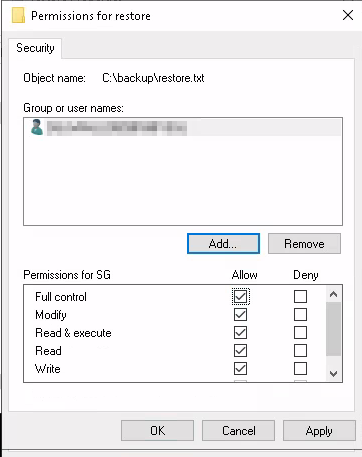 Permissions for restore
Security
Object name: C:\backup\restore.txt
Group or user names:
Add...
Remove
Permissions for SG Allow Deny
Full control
Modify
Read & execute
Read
Write
OK
Cancel
Apply